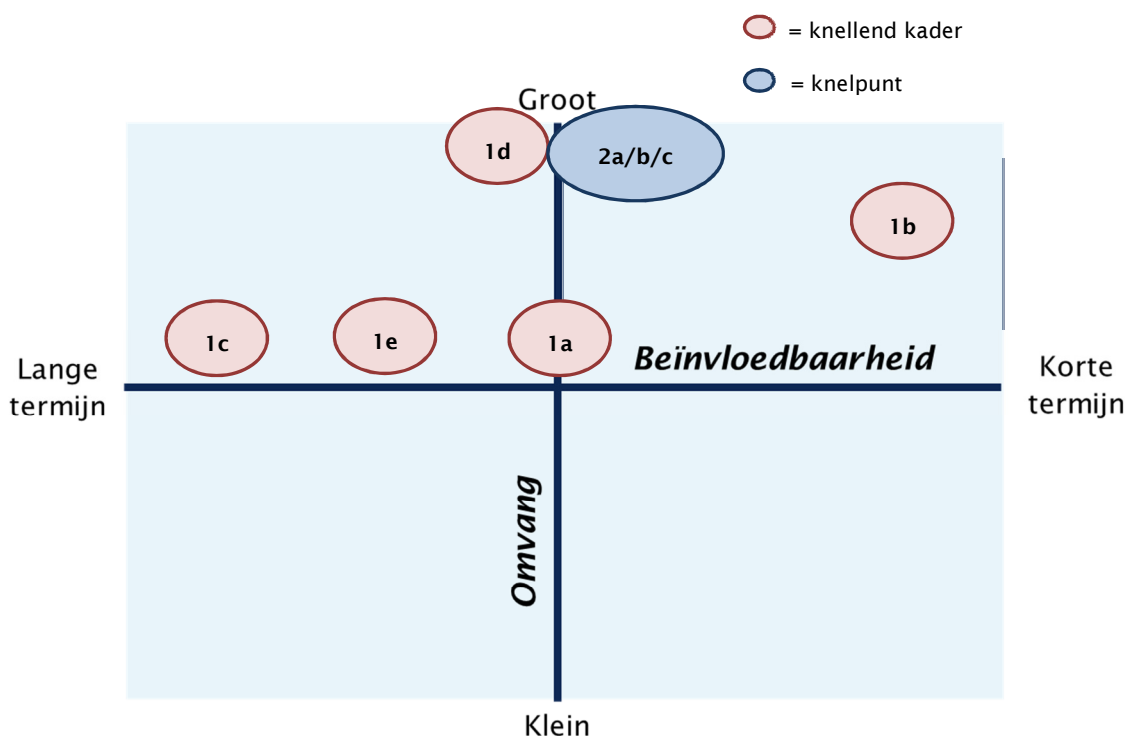 = knellend kader
= knelpunt
Groot
1d
2a/b/c
1b
1c
1e
1a
Beïnvloedbaarheid
Lange
termijn
Korte
termijn
Omvang
Klein